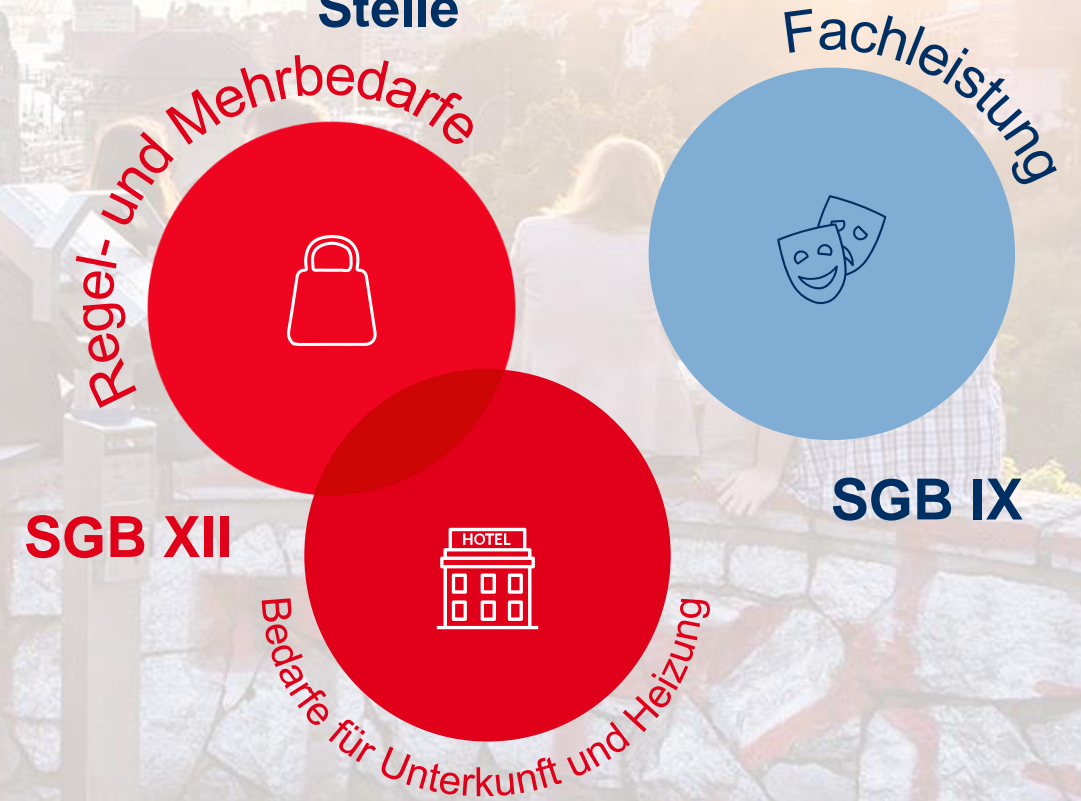 Stelle
Regel- und Mehrbedarfe
Fachleistung
SGB IX
SGB XII
HOTEL
Bedarfe für Unterkunft und Heizung